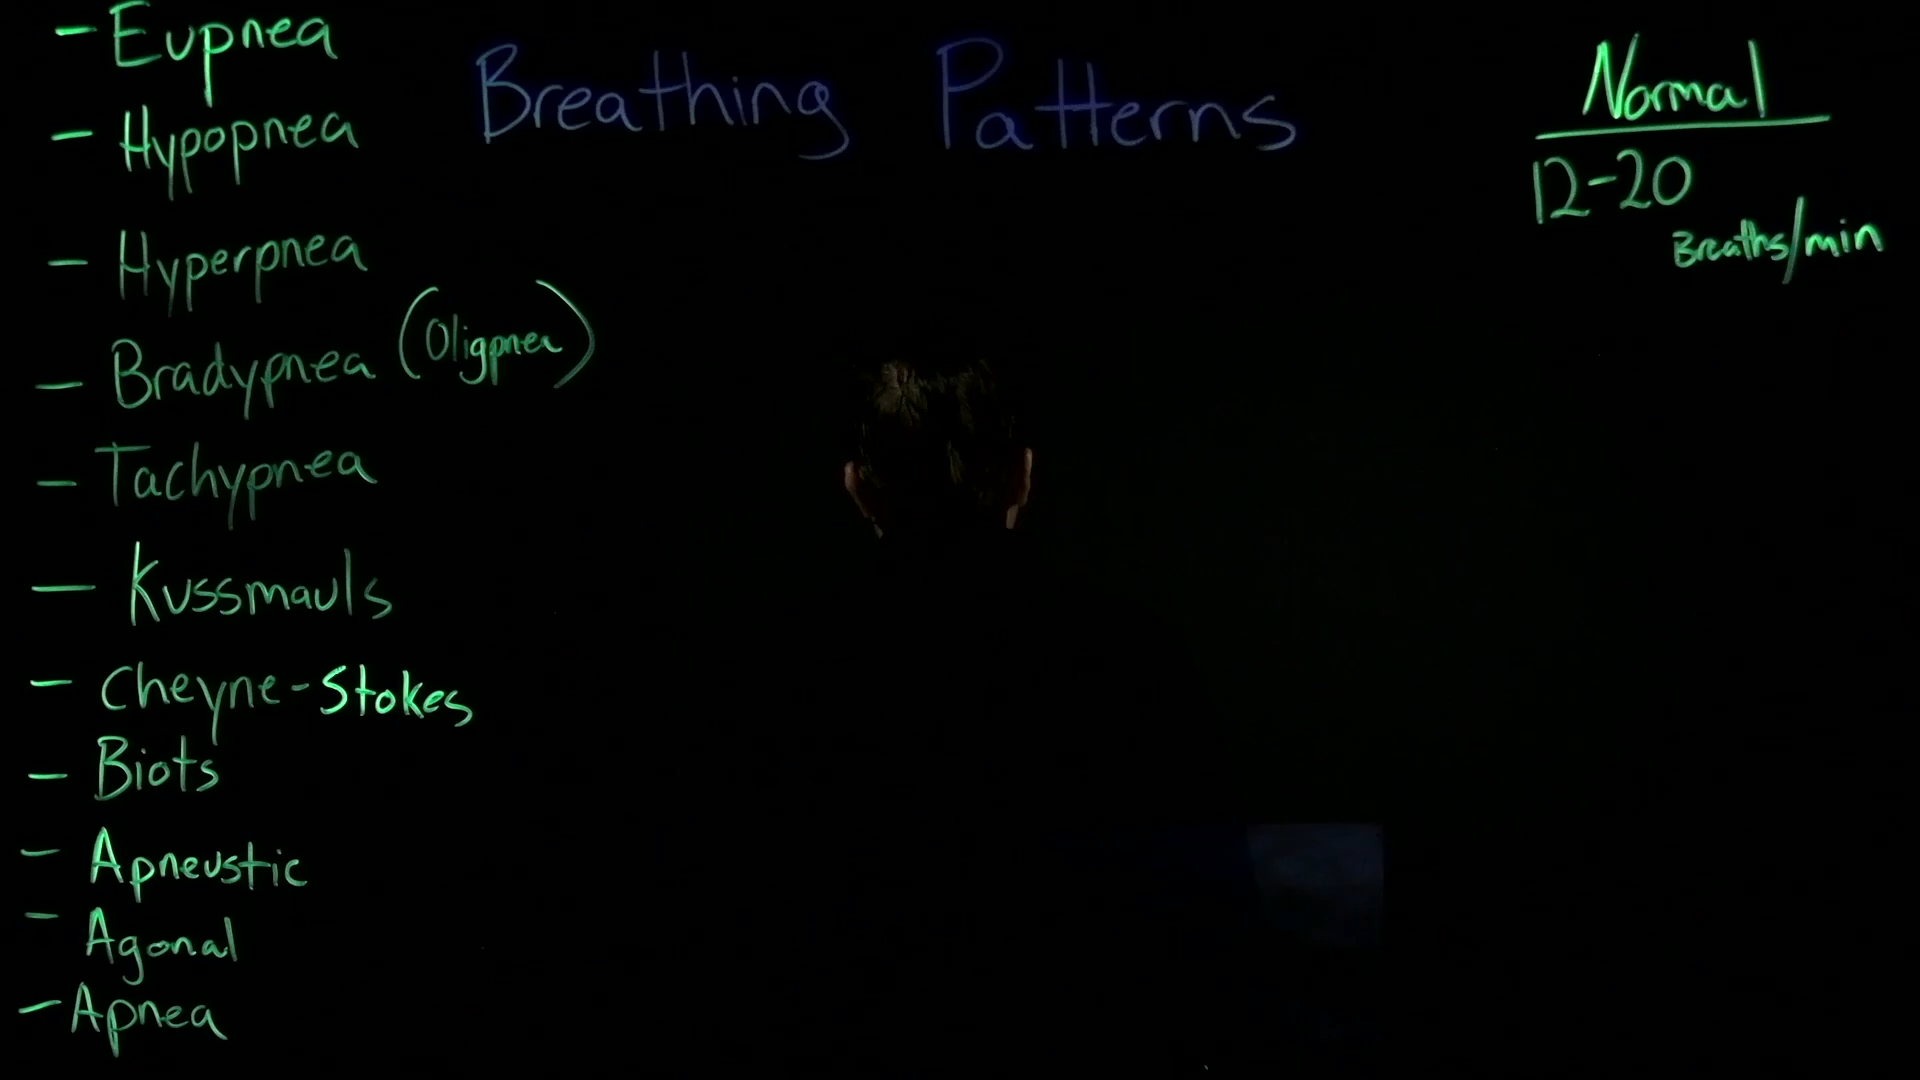 Breathing Patterns
- Eupnea
- Hypopnea
- Hyperpnea
- Bradypnea (Oligpnea)
- Tachypnea
- Kussmauls
- Cheyne-Stokes
- Biots
- Apneustic
- Agonal
- Apnea
Normal
12-20
Breaths/min